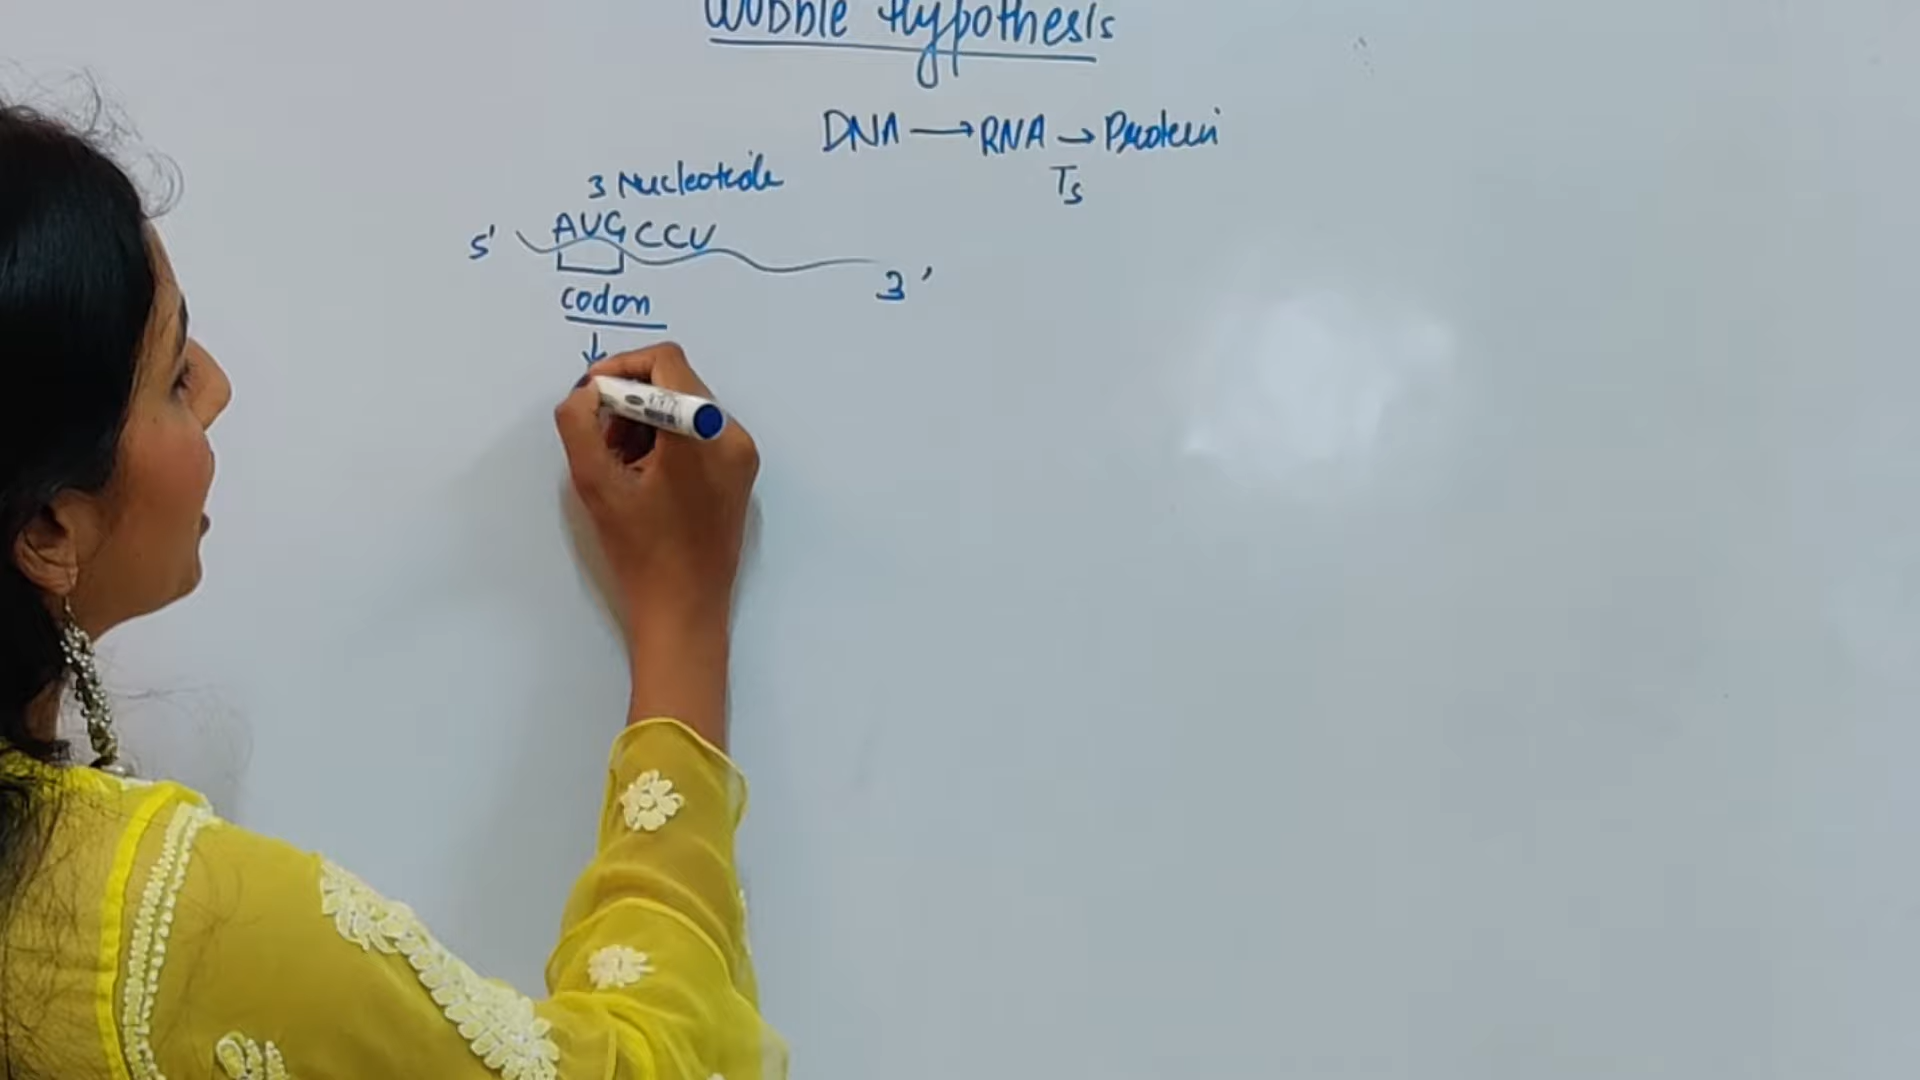 Wobble Hypothesis
DNA → RNA → Protein
Ts
3 Nucleotide
5' AUGCCU 3'
codon
↓